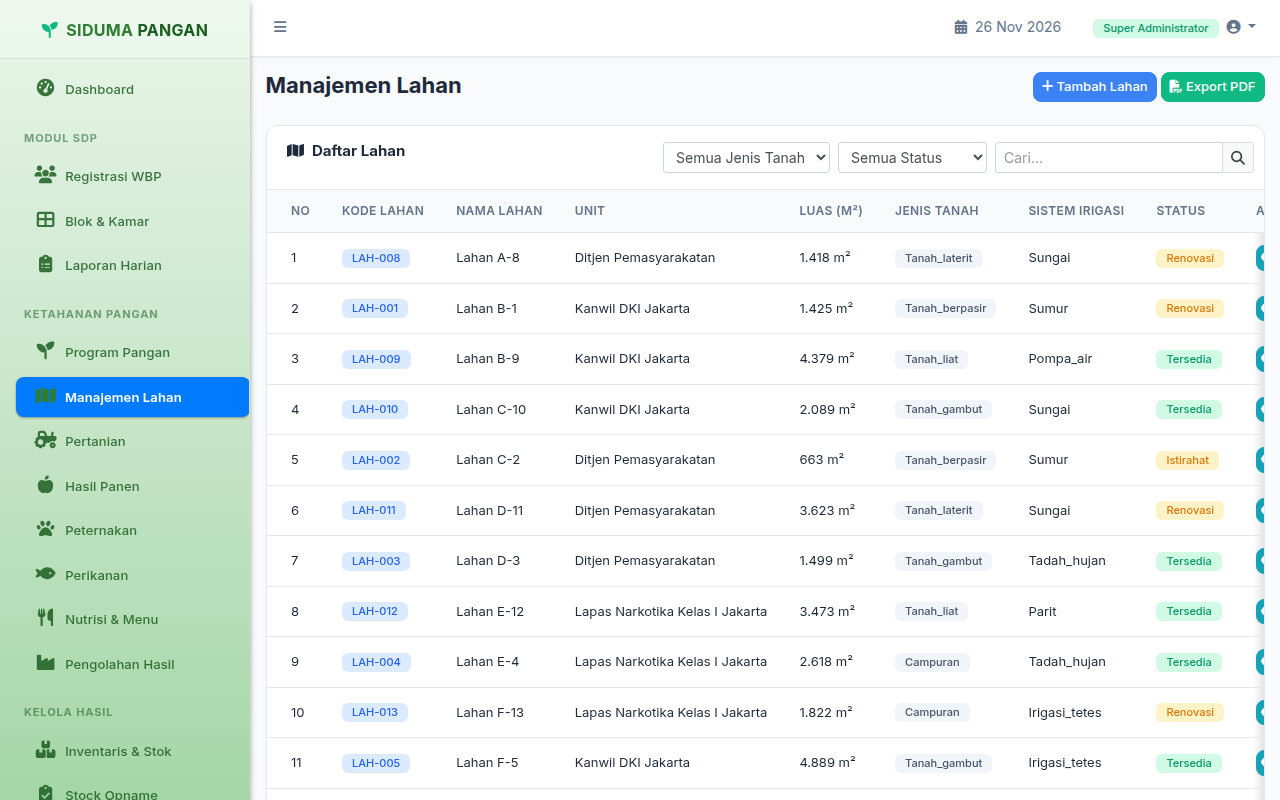 SIDUMA PANGAN
26 Nov 2026
Super Administrator
Dashboard
MODUL SDP
Registrasi WBP
Blok & Kamar
Laporan Harian
KETAHANAN PANGAN
Program Pangan
Manajemen Lahan
Pertanian
Hasil Panen
Peternakan
Perikanan
Nutrisi & Menu
Pengolahan Hasil
KELOLA HASIL
Inventaris & Stok
Stock Opname
Manajemen Lahan
Tambah Lahan
Export PDF
Daftar Lahan
Semua Jenis Tanah
Semua Status
Cari...
NO KODE LAHAN NAMA LAHAN UNIT LUAS (M²) JENIS TANAH SISTEM IRIGASI STATUS
1 LAH-008 Lahan A-8 Ditjen Pemasyarakatan 1.418 m² Tanah_laterit Sungai Renovasi
2 LAH-001 Lahan B-1 Kanwil DKI Jakarta 1.425 m² Tanah_berpasir Sumur Renovasi
3 LAH-009 Lahan B-9 Kanwil DKI Jakarta 4.379 m² Tanah_liat Pompa_air Tersedia
4 LAH-010 Lahan C-10 Kanwil DKI Jakarta 2.089 m² Tanah_gambut Sungai Tersedia
5 LAH-002 Lahan C-2 Ditjen Pemasyarakatan 663 m² Tanah_berpasir Sumur Istirahat
6 LAH-011 Lahan D-11 Ditjen Pemasyarakatan 3.623 m² Tanah_laterit Sungai Renovasi
7 LAH-003 Lahan D-3 Ditjen Pemasyarakatan 1.499 m² Tanah_gambut Tadah_hujan Tersedia
8 LAH-012 Lahan E-12 Lapas Narkotika Kelas I Jakarta 3.473 m² Tanah_liat Parit Tersedia
9 LAH-004 Lahan E-4 Lapas Narkotika Kelas I Jakarta 2.618 m² Campuran Tadah_hujan Tersedia
10 LAH-013 Lahan F-13 Lapas Narkotika Kelas I Jakarta 1.822 m² Campuran Irigasi_tetes Renovasi
11 LAH-005 Lahan F-5 Kanwil DKI Jakarta 4.889 m² Tanah_gambut Irigasi_tetes Tersedia